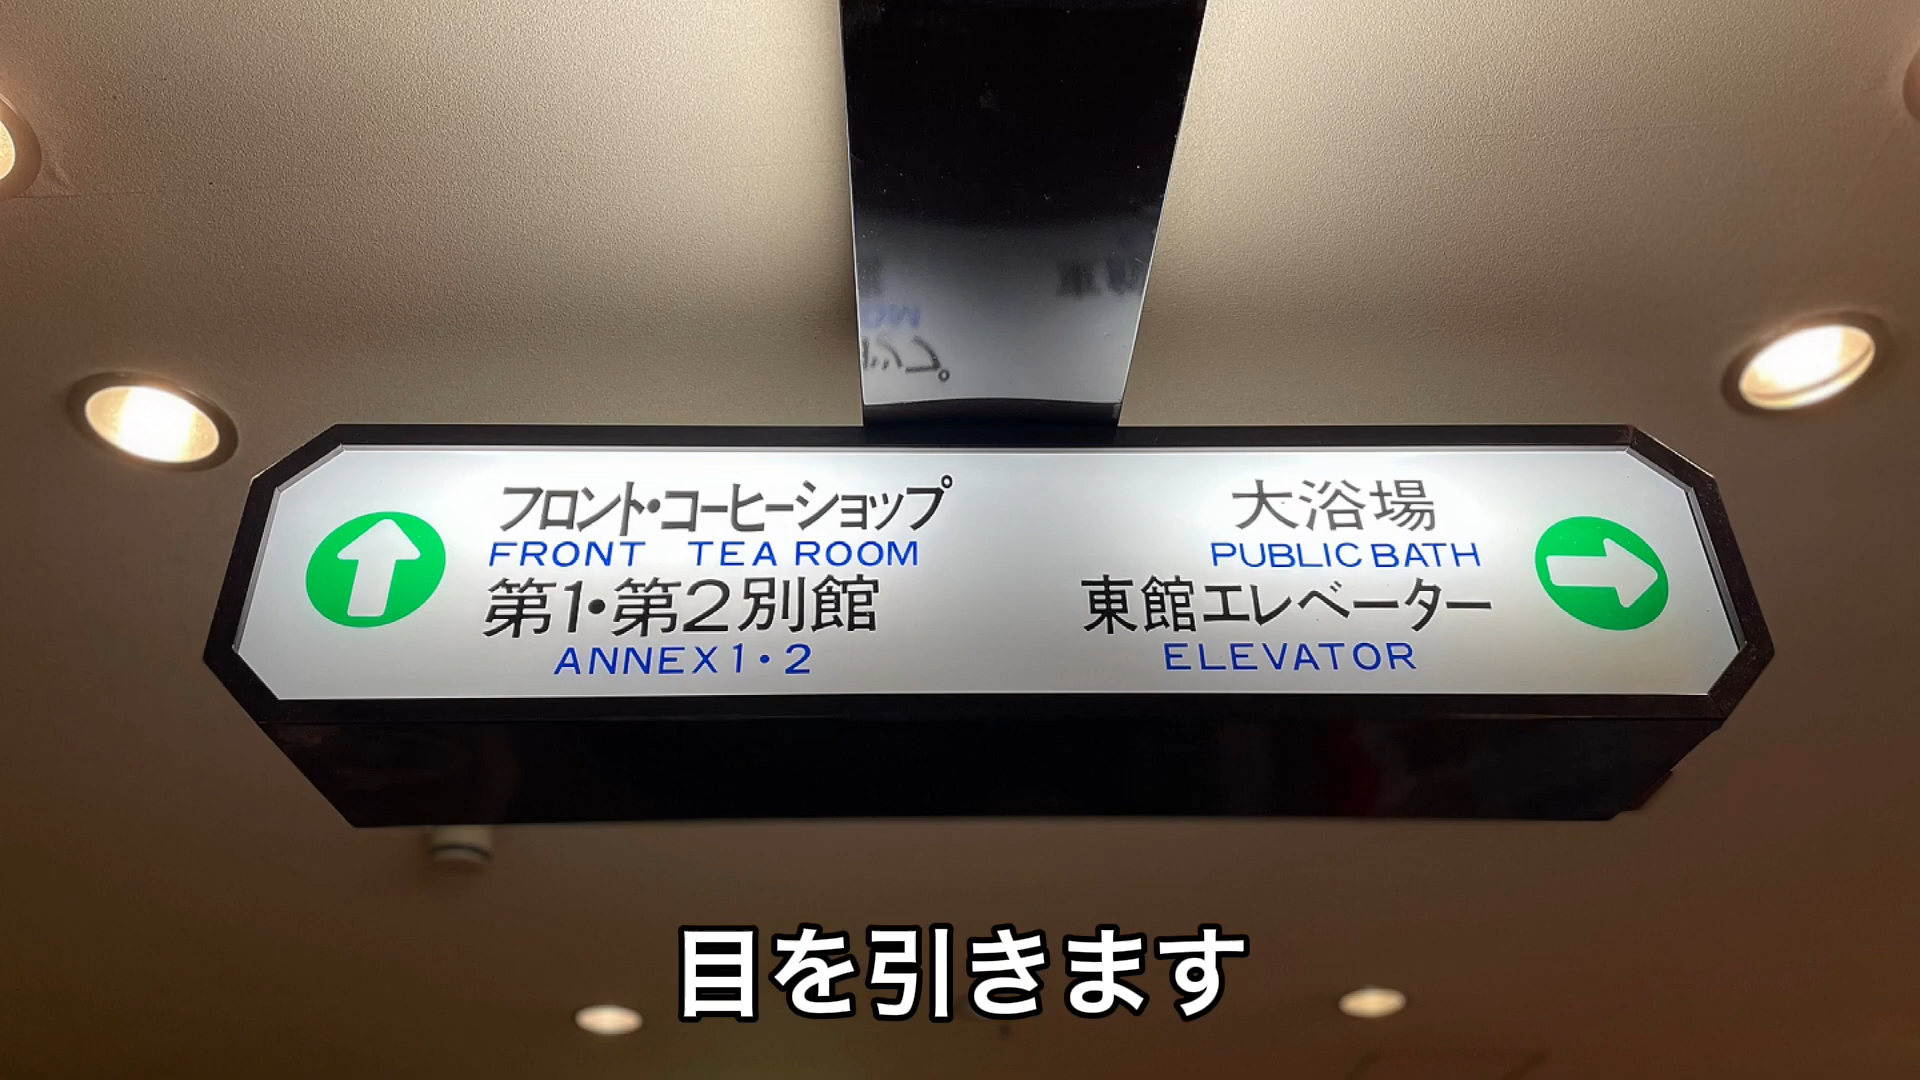 フロント・コーヒーショップ
FRONT TEA ROOM
第1・第2別館
ANNEX1・2
大浴場
PUBLIC BATH
東館エレベーター
ELEVATOR
目を引きます